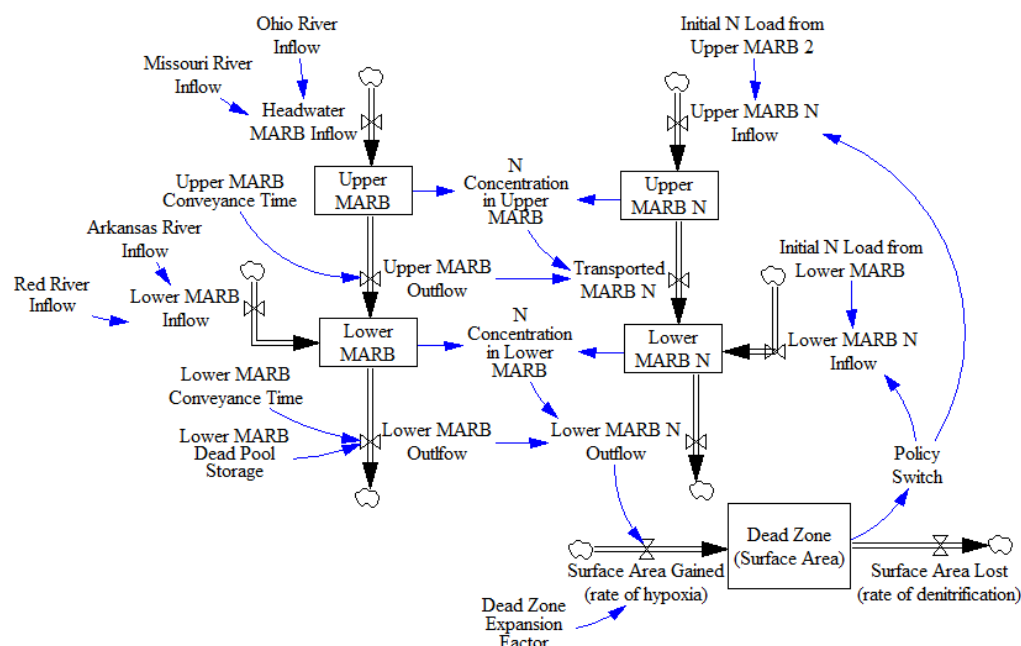 Ohio River
Inflow
Missouri River
Inflow
Headwater
MARB Inflow
Initial N Load from
Upper MARB 2
Upper MARB N
Inflow
Upper MARB
Conveyance Time
Upper
MARB
N
Concentration
in Upper
MARB
Upper
MARB N
Arkansas River
Inflow
Red River
Inflow
Lower MARB
Inflow
Upper MARB
Outflow
Transported
MARB N
Initial N Load from
Lower MARB
Lower
MARB
N
Concentration
in Lower
MARB
Lower
MARB N
Lower MARB N
Inflow
Lower MARB
Conveyance Time
Lower MARB
Dead Pool
Storage
Lower MARB
Outlfow
Lower MARB N
Outflow
Policy
Switch
Dead Zone
(Surface Area)
Surface Area Gained
(rate of hypoxia)
Surface Area Lost
(rate of denitrification)
Dead Zone
Expansion
Factor